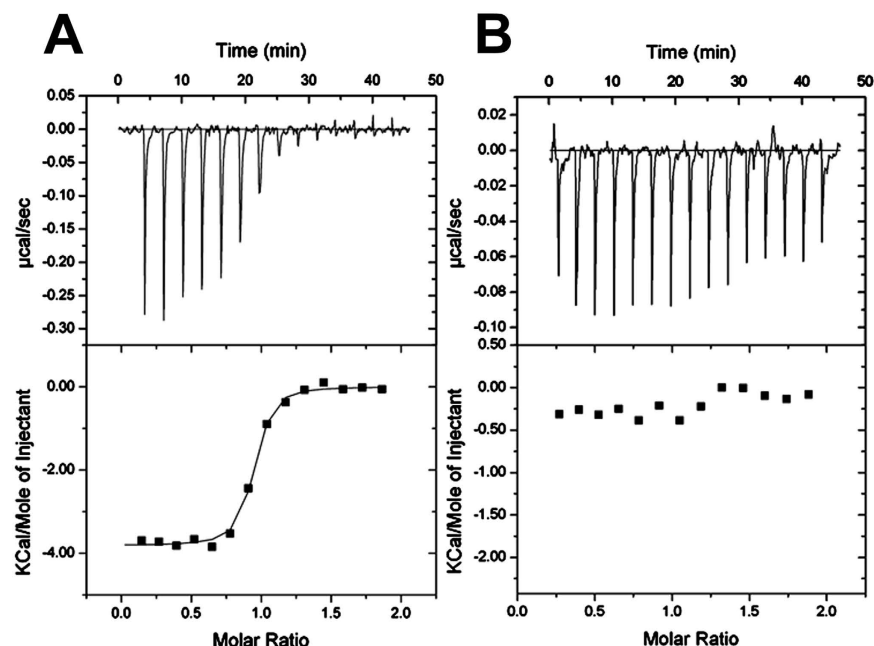 A
Time (min)
0 10 20 30 40 50
0.05
0.00
-0.05
-0.10
-0.15
-0.20
-0.25
-0.30
µcal/sec
0.00
-2.00
-4.00
KCal/Mole of Injectant
0.0 0.5 1.0 1.5 2.0
Molar Ratio
B
Time (min)
0 10 20 30 40 50
0.02
0.00
-0.02
-0.04
-0.06
-0.08
-0.10
µcal/sec
0.50
0.00
-0.50
-1.00
-1.50
-2.00
KCal/Mole of Injectant
0.0 0.5 1.0 1.5 2.0
Molar Ratio